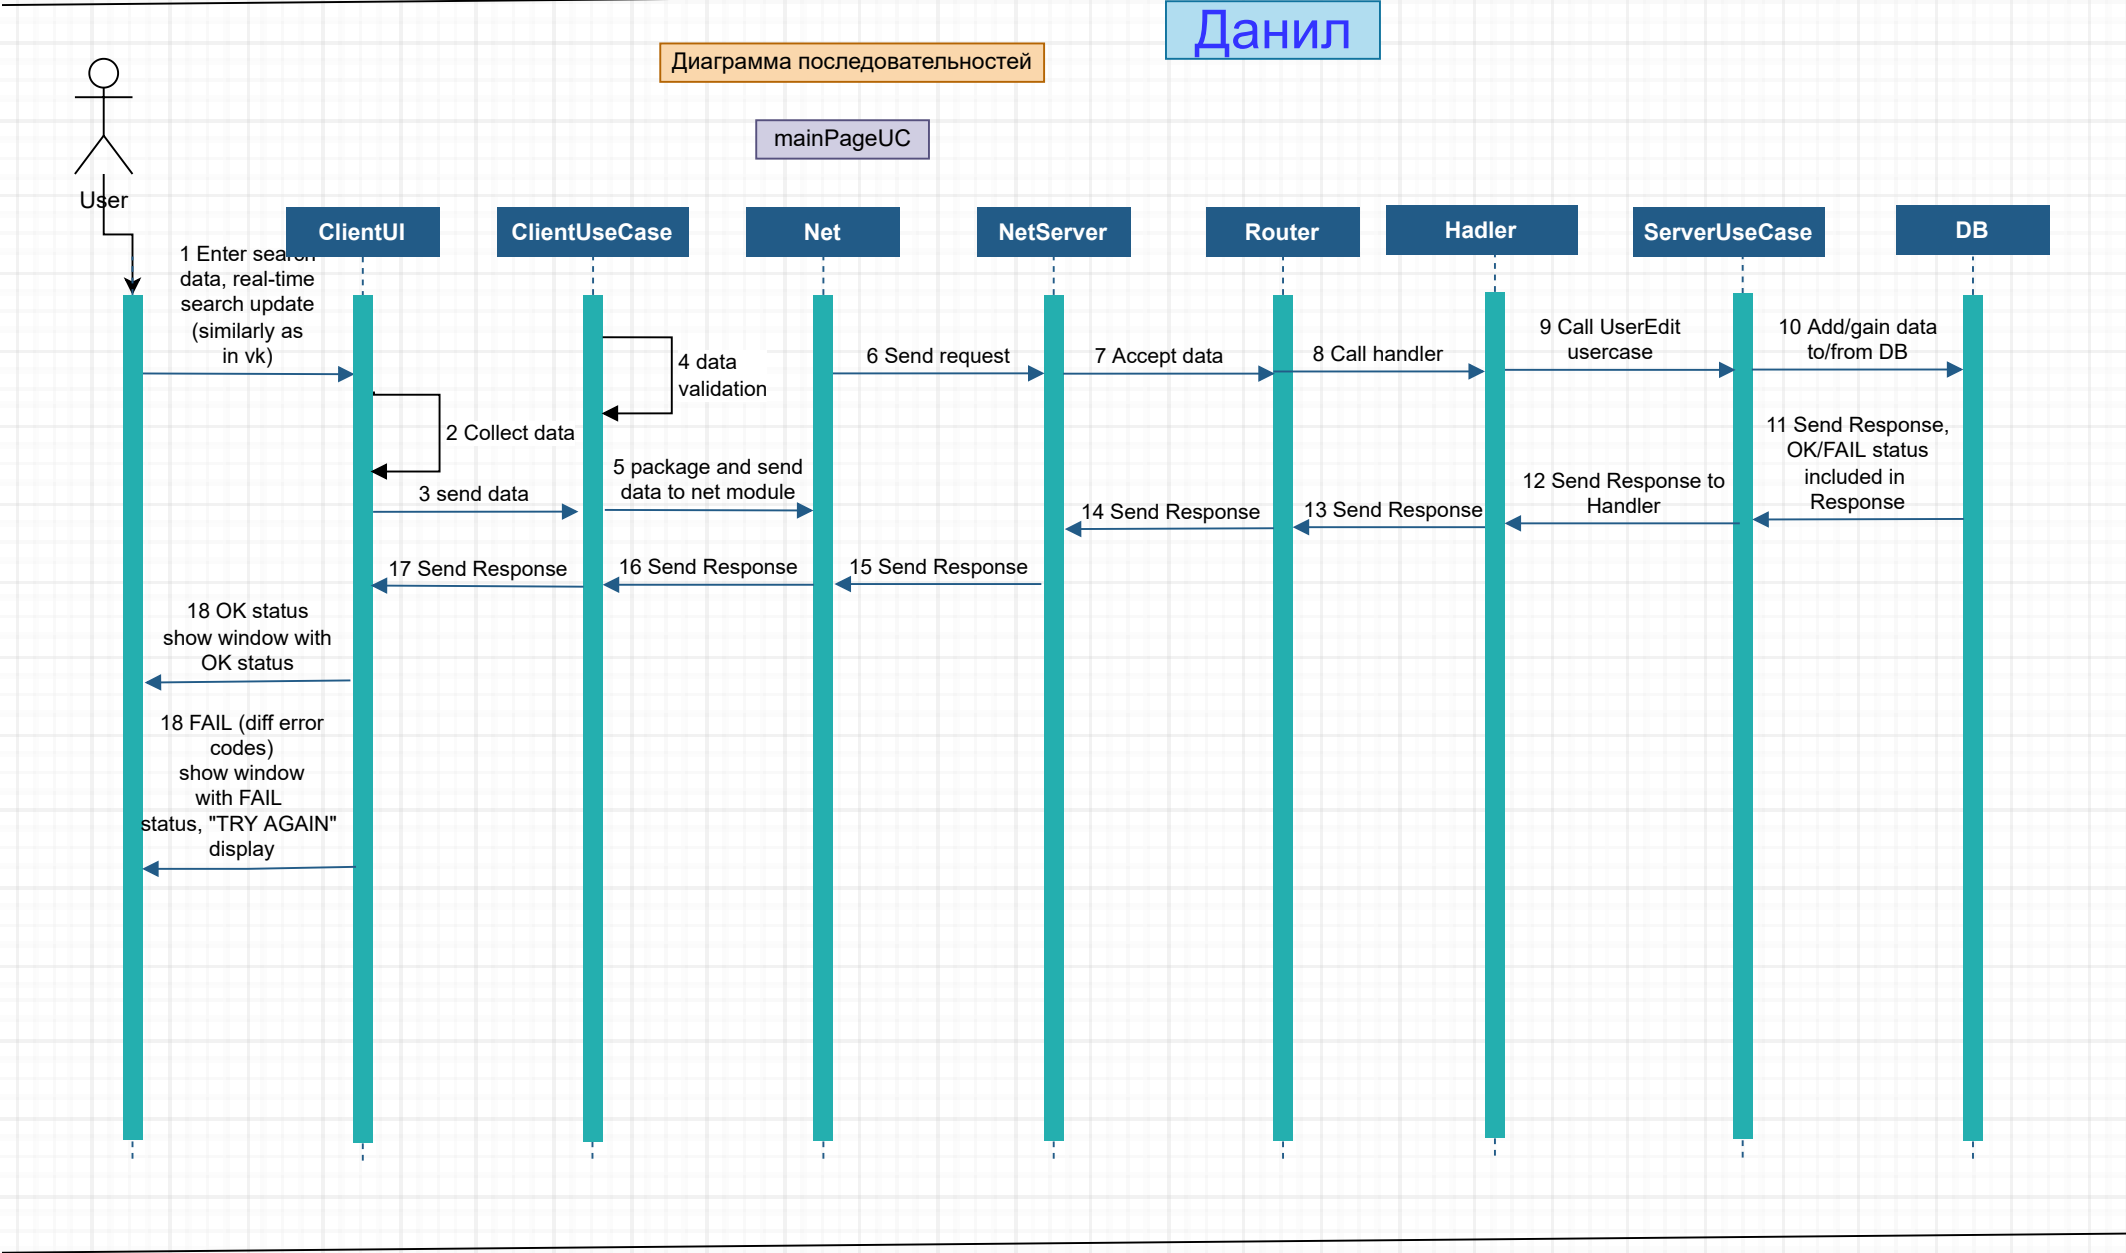 Данил
Диаграмма последовательностей
mainPageUC
User
ClientUI
ClientUseCase
Net
NetServer
Router
Hadler
ServerUseCase
DB
1 Enter search
data, real-time
search update
(similarly as
in vk)
2 Collect data
3 send data
4 data
validation
5 package and send
data to net module
6 Send request
7 Accept data
8 Call handler
9 Call UserEdit
usercase
10 Add/gain data
to/from DB
11 Send Response,
OK/FAIL status
included in
Response
12 Send Response to
Handler
13 Send Response
14 Send Response
15 Send Response
16 Send Response
17 Send Response
18 OK status
show window with
OK status
18 FAIL (diff error
codes)
show window
with FAIL
status, "TRY AGAIN"
display